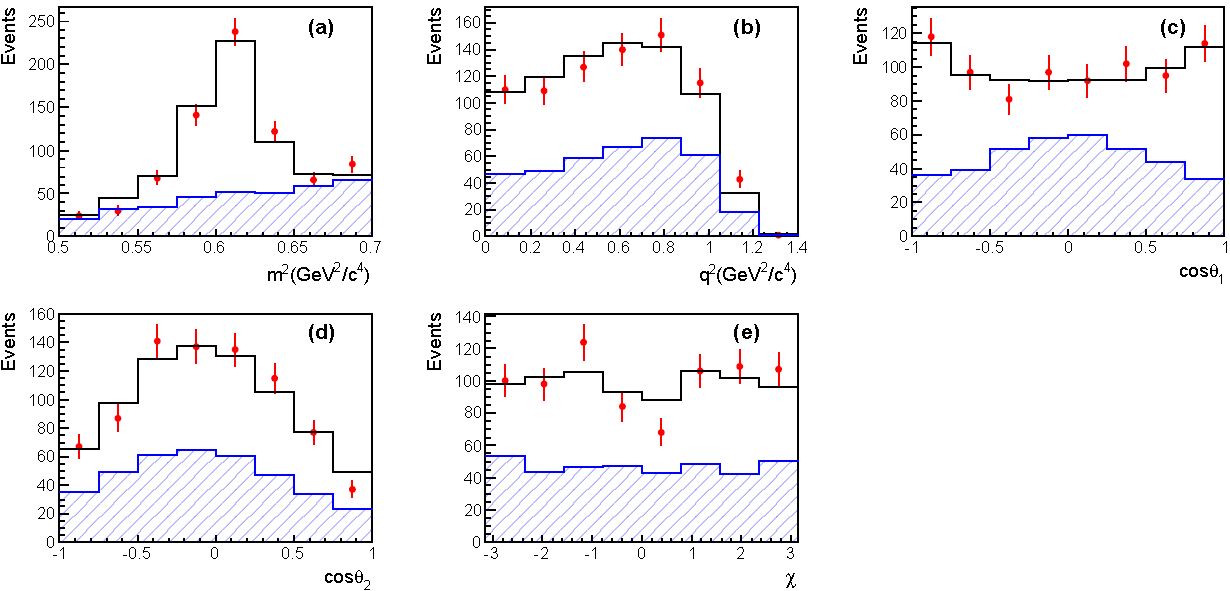 Events
250
200
150
100
50
0
(a)
0.5 0.55 0.6 0.65 0.7
m²(GeV²/c⁴)
Events
160
140
120
100
80
60
40
20
0
(b)
0 0.2 0.4 0.6 0.8 1 1.2 1.4
q²(GeV²/c⁴)
Events
120
100
80
60
40
20
0
(c)
-1 -0.5 0 0.5 1
cosθ₁
Events
160
140
120
100
80
60
40
20
0
(d)
-1 -0.5 0 0.5 1
cosθ₂
Events
140
120
100
80
60
40
20
0
(e)
-3 -2 -1 0 1 2 3
χ